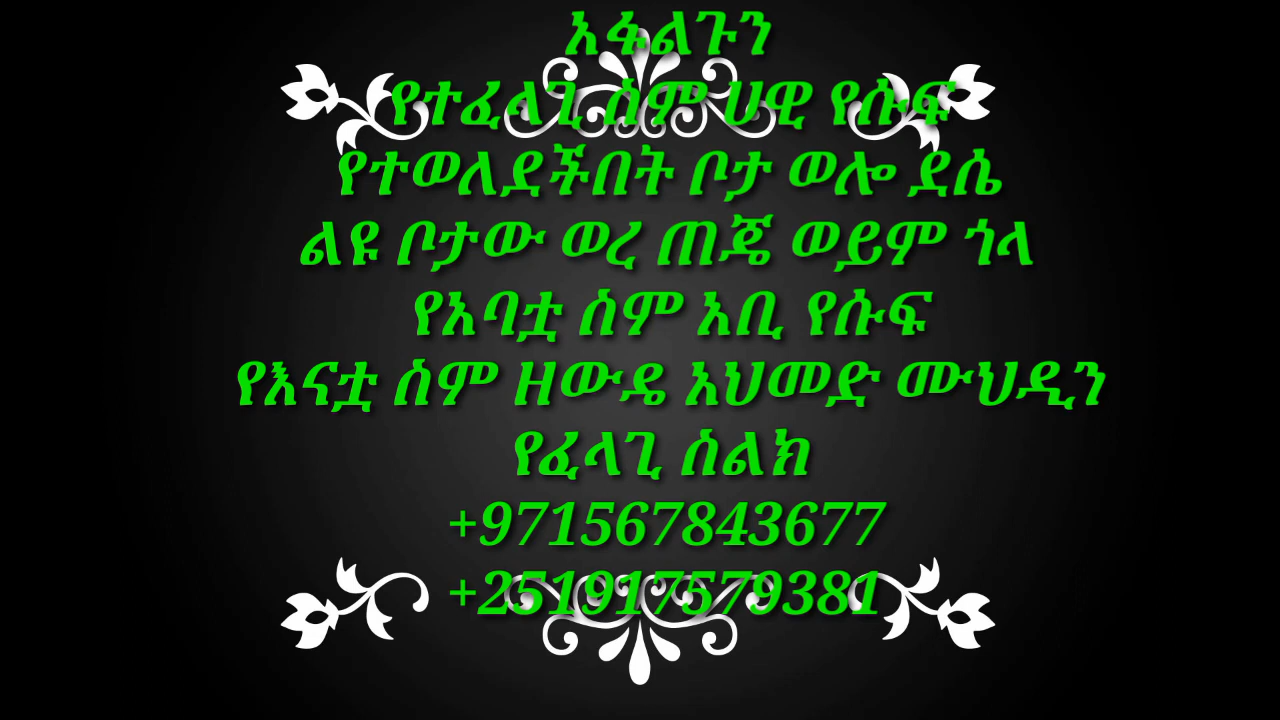 አፋልጉን
የተፈላጊ ስም ሀዊ የሱፍ
የተወለደችበት ቦታ ወሎ ደሴ
ልዩ ቦታው ወረ ጠጄ ወይም ጎላ
የአባቷ ስም አቢ የሱፍ
የእናቷ ስም ዘውዴ አህመድ ሙህዲን
የፈላጊ ስልክ
+971567843677
+251917579381